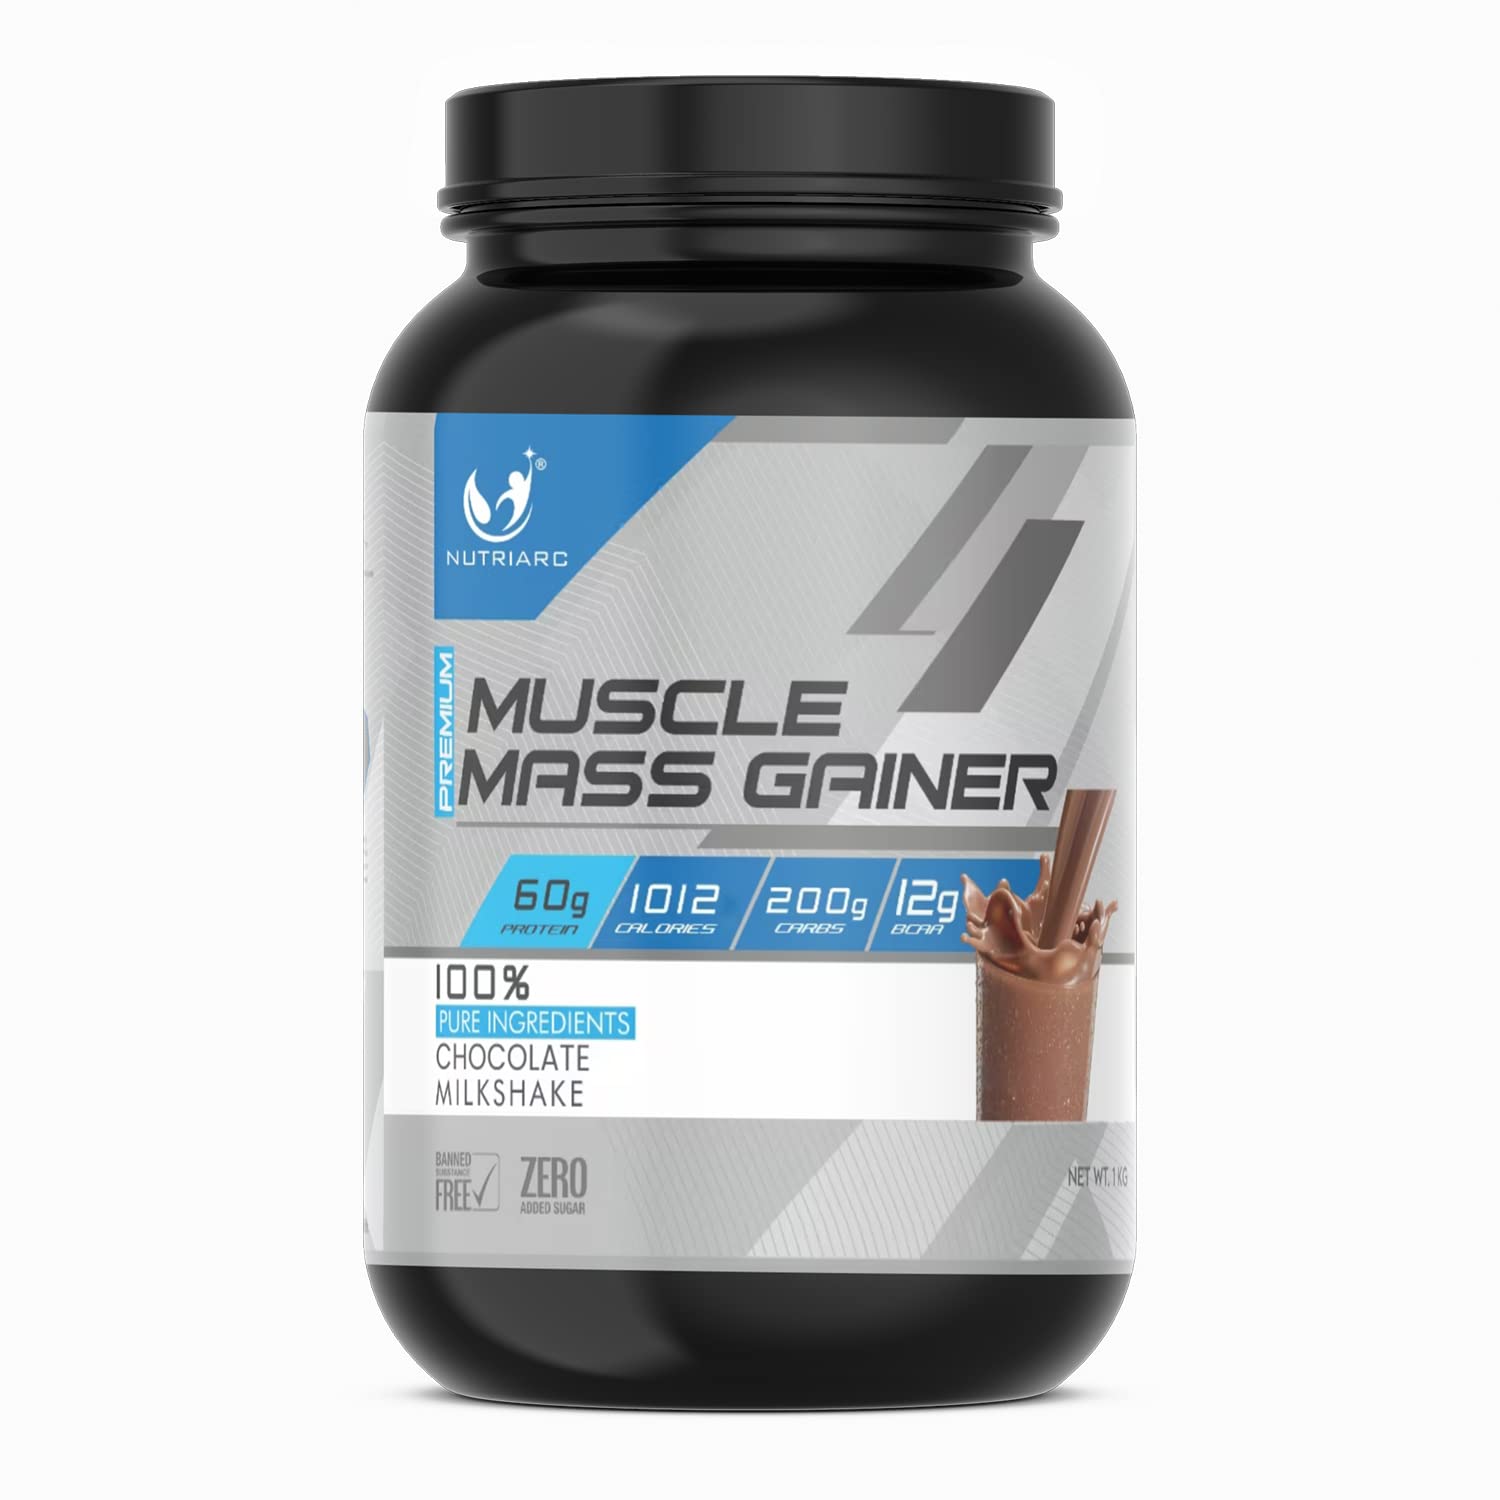 ®
NUTRIARC
PREMIUM
MUSCLE
MASS GAINER
60g
PROTEIN
1012
CALORIES
200g
CARBS
12g
BCAA
100%
PURE INGREDIENTS
CHOCOLATE
MILKSHAKE
BANNED
SUBSTANCE
FREE
ZERO
ADDED SUGAR
NET WT. 1 KG